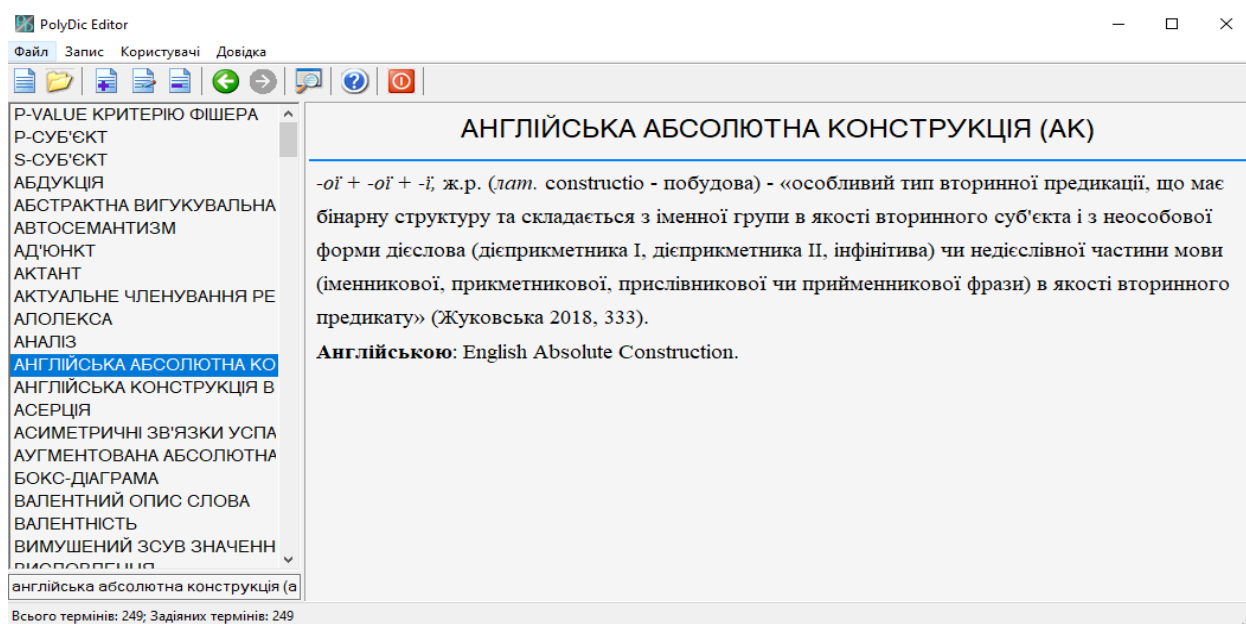 PolyDic Editor
Файл Запис Користувачі Довідка
P-VALUE КРИТЕРІЮ ФІШЕРА
P-СУБ'ЄКТ
S-СУБ'ЄКТ
АБДУКЦІЯ
АБСТРАКТНА ВИГУКУВАЛЬНА
АВТОСЕМАНТИЗМ
АД'ЮНКТ
АКТАНТ
АКТУАЛЬНЕ ЧЛЕНУВАННЯ РЕ
АЛОЛЕКСА
АНАЛІЗ
АНГЛІЙСЬКА АБСОЛЮТНА КО
АНГЛІЙСЬКА КОНСТРУКЦІЯ В
АСЕРЦІЯ
АСИМЕТРИЧНІ ЗВ'ЯЗКИ УСПА
АУГМЕНТОВАНА АБСОЛЮТНА
БОКС-ДІАГРАМА
ВАЛЕНТНИЙ ОПИС СЛОВА
ВАЛЕНТНІСТЬ
ВИМУШЕНИЙ ЗСУВ ЗНАЧЕНН
ВИСЛОВЛЕННЯ
англійська абсолютна конструкція (а
АНГЛІЙСЬКА АБСОЛЮТНА КОНСТРУКЦІЯ (АК)
-ої + -ої + -ї, ж.р. (лат. constructio - побудова) - «особливий тип вторинної предикації, що має
бінарну структуру та складається з іменної групи в якості вторинного суб'єкта і з неособової
форми дієслова (дієприкметника І, дієприкметника ІІ, інфінітива) чи недієслівної частини мови
(іменникової, прикметникової, прислівникової чи прийменникової фрази) в якості вторинного
предикату» (Жуковська 2018, 333).
Англійською: English Absolute Construction.
Всього термінів: 249; Задіяних термінів: 249